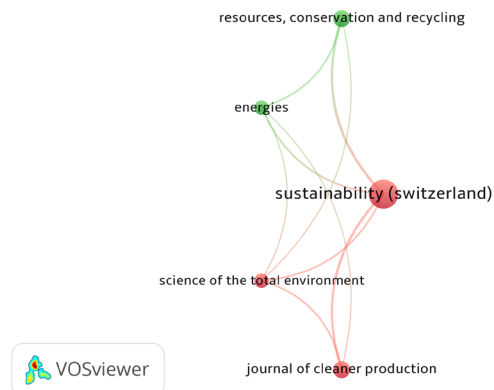 resources, conservation and recycling
energies
sustainability (switzerland)
science of the total environment
journal of cleaner production
VOSviewer